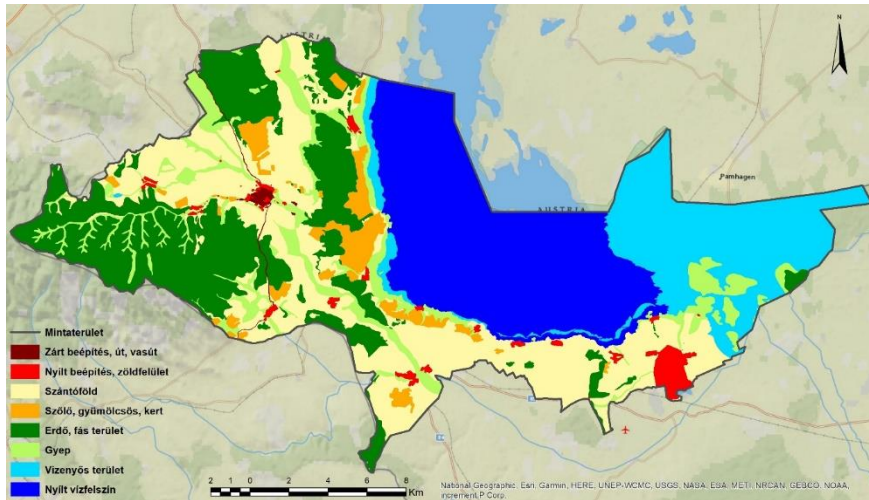 AUSTRIA
N
Pamhagen
AUSTRIA
Mintaterület
Zárt beépítés, út, vasút
Nyílt beépítés, zöldfelület
Szántóföld
Szőlő, gyümölcsös, kert
Erdő, fás terület
Gyep
Vizenyős terület
Nyílt vízfelszín
2 1 0 2 4 6 8
Km
National Geographic, Esri, Garmin, HERE, UNEP-WCMC, USGS, NASA, ESA, METI, NRCAN, GEBCO, NOAA,
increment P Corp.